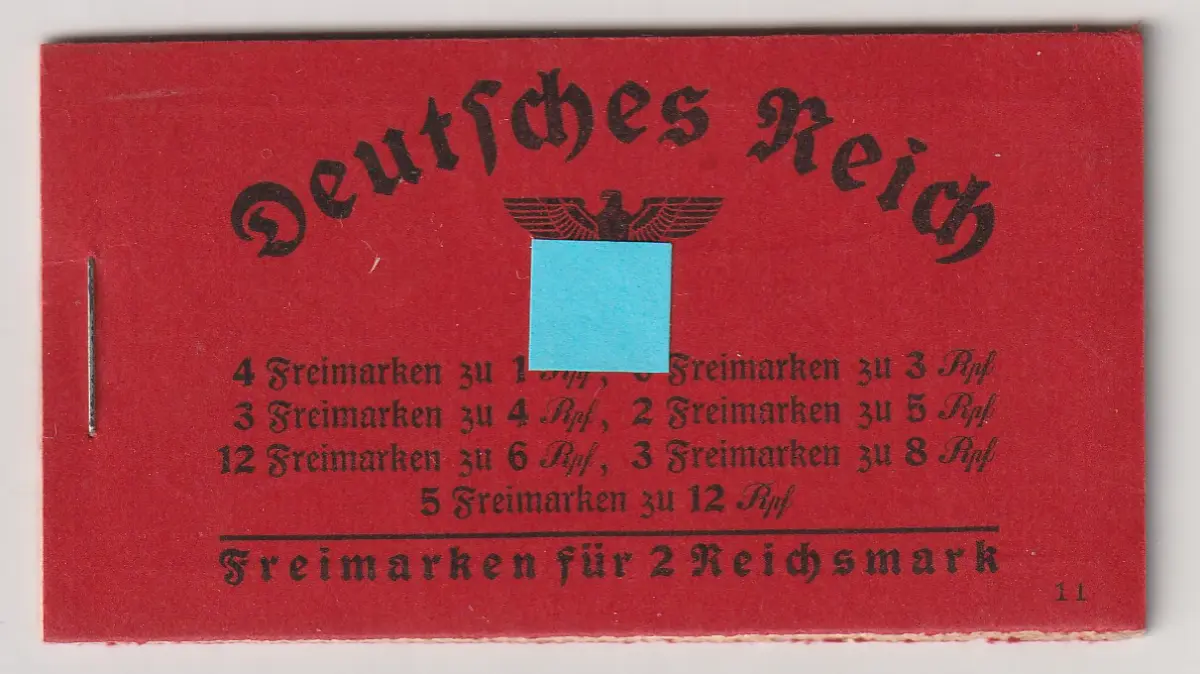 Deutsches Reich
4 Freimarken zu 1 Rpf, 6 Freimarken zu 3 Rpf
3 Freimarken zu 4 Rpf, 2 Freimarken zu 5 Rpf
12 Freimarken zu 6 Rpf, 3 Freimarken zu 8 Rpf
5 Freimarken zu 12 Rpf
Freimarken für 2 Reichsmark
11